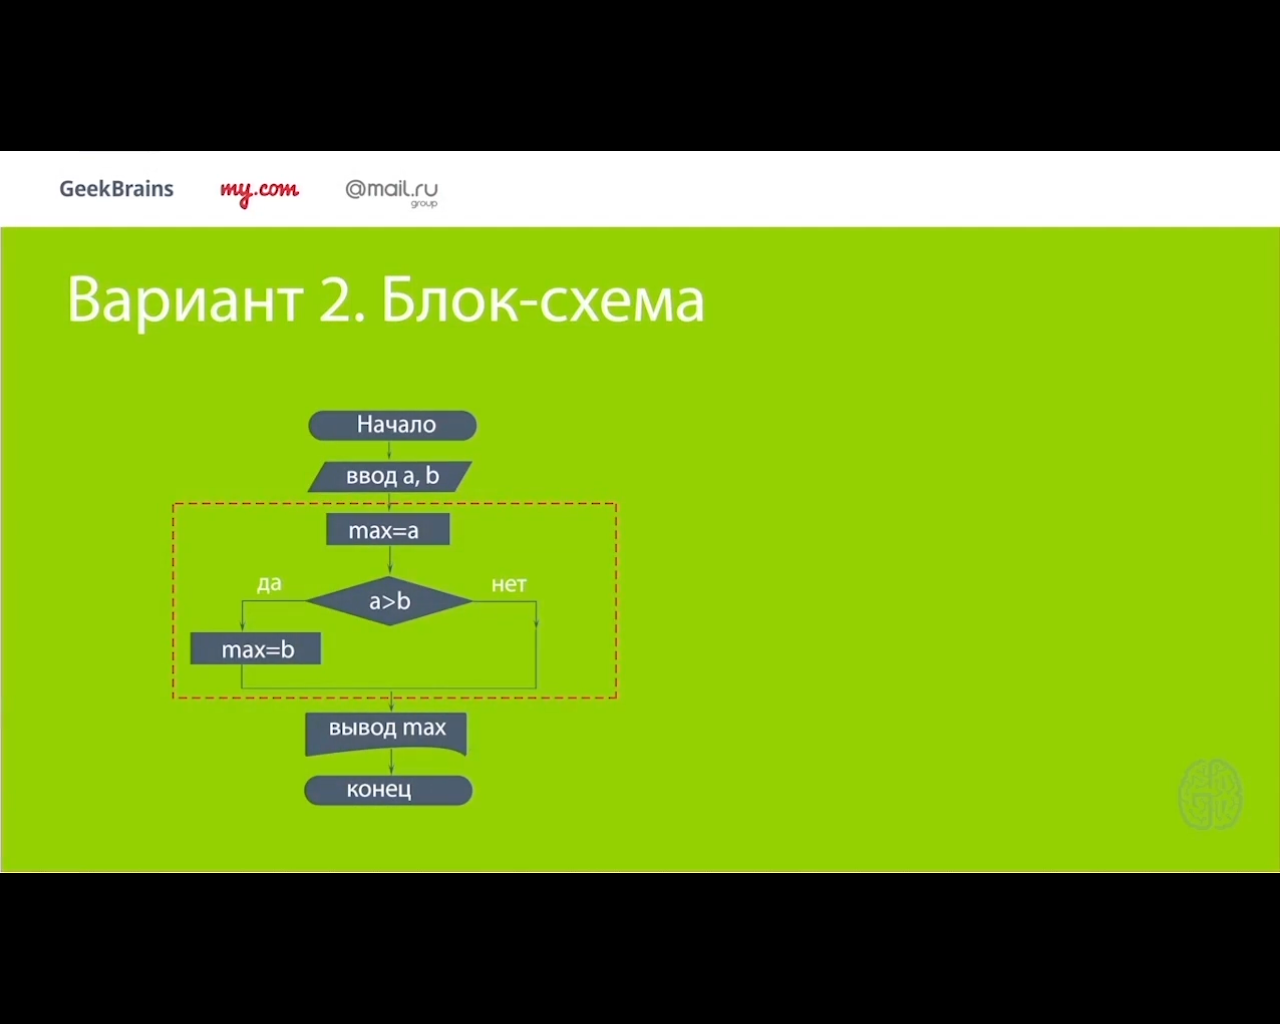 GeekBrains my.com @mail.ru group
Вариант 2. Блок-схема
Начало
ввод a, b
max=a
да
нет
a>b
max=b
вывод max
конец